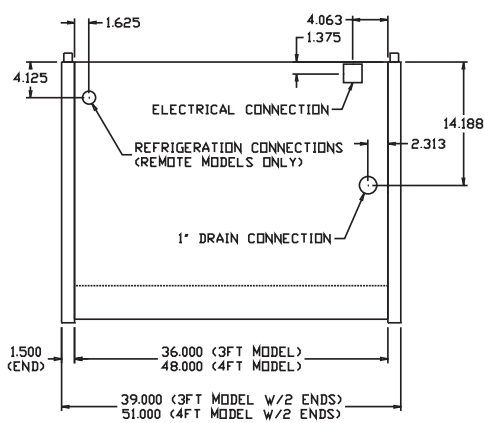 1.625
4.063
1.375
4.125
ELECTRICAL CONNECTION
14.188
REFRIGERATION CONNECTIONS
(REMOTE MODELS ONLY)
2.313
1" DRAIN CONNECTION
1.500
(END)
36.000 (3FT MODEL)
48.000 (4FT MODEL)
39.000 (3FT MODEL W/2 ENDS)
51.000 (4FT MODEL W/2 ENDS)